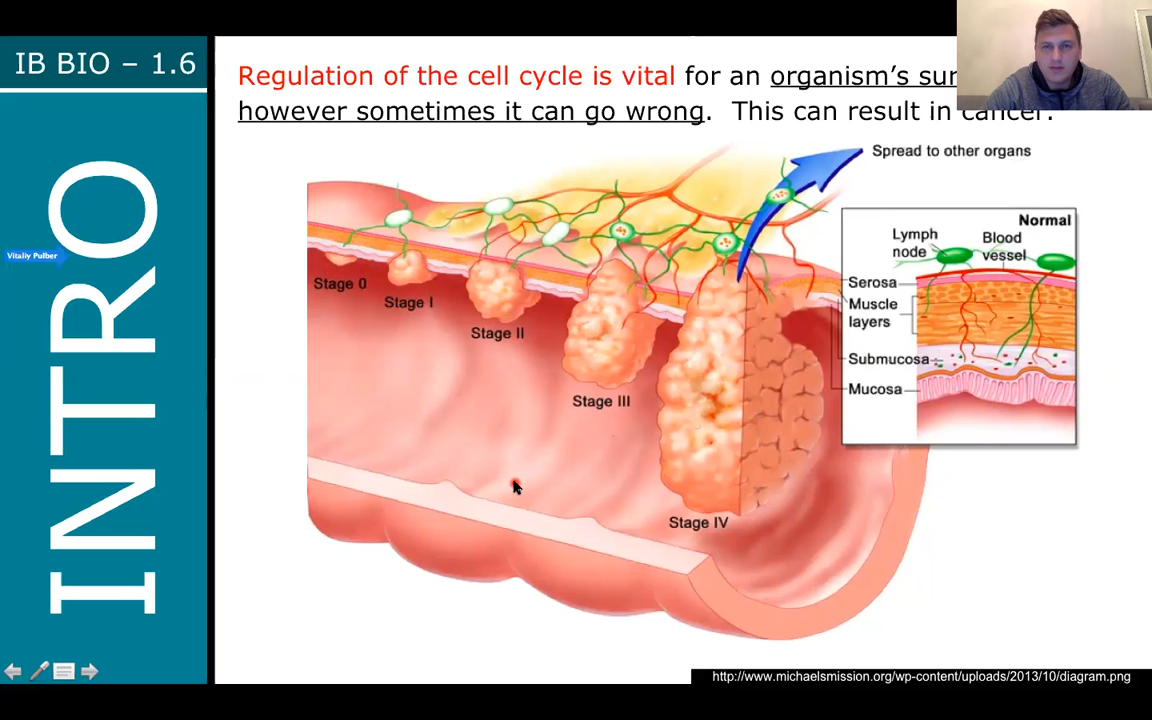 IB BIO – 1.6
INTRO
Vitaliy Pulber
Regulation of the cell cycle is vital for an organism's
however sometimes it can go wrong. This can result in cancer.
Spread to other organs
Normal
Lymph
node
Blood
vessel
Serosa
Muscle
layers
Submucosa
Mucosa
Stage 0
Stage I
Stage II
Stage III
Stage IV
http://www.michaelsmission.org/wp-content/uploads/2013/10/diagram.png